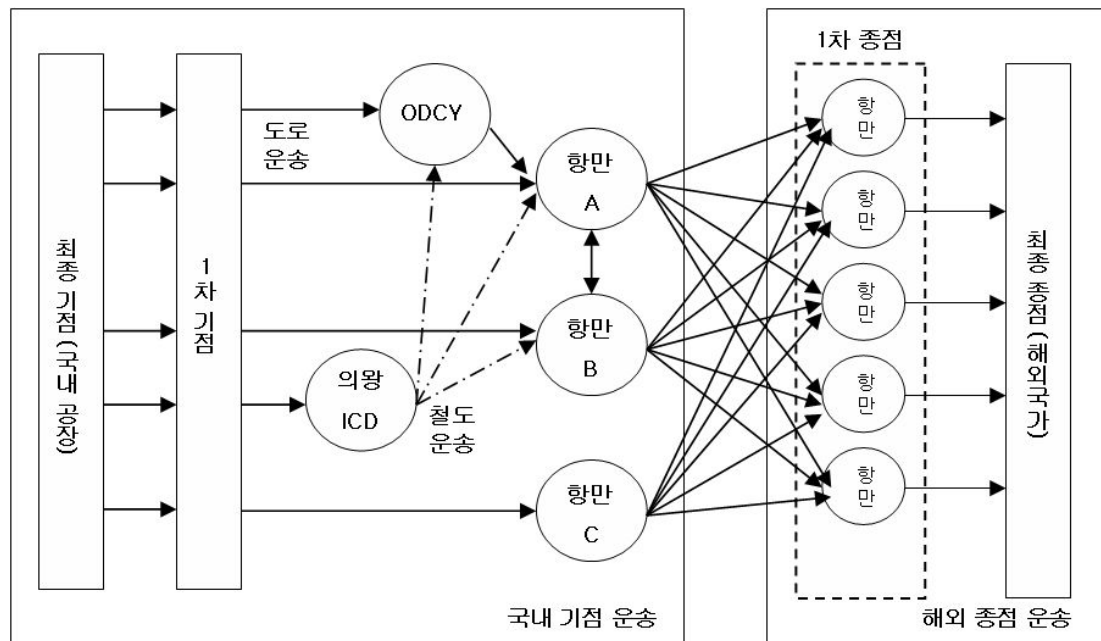 최종 기점(국내 공장)
1차 기점
도로
운송
ODCY
의왕
ICD
철도
운송
항만
A
항만
B
항만
C
국내 기점 운송
1차 종점
항
만
항
만
항
만
항
만
항
만
최종 종점(해외국가)
해외 종점 운송